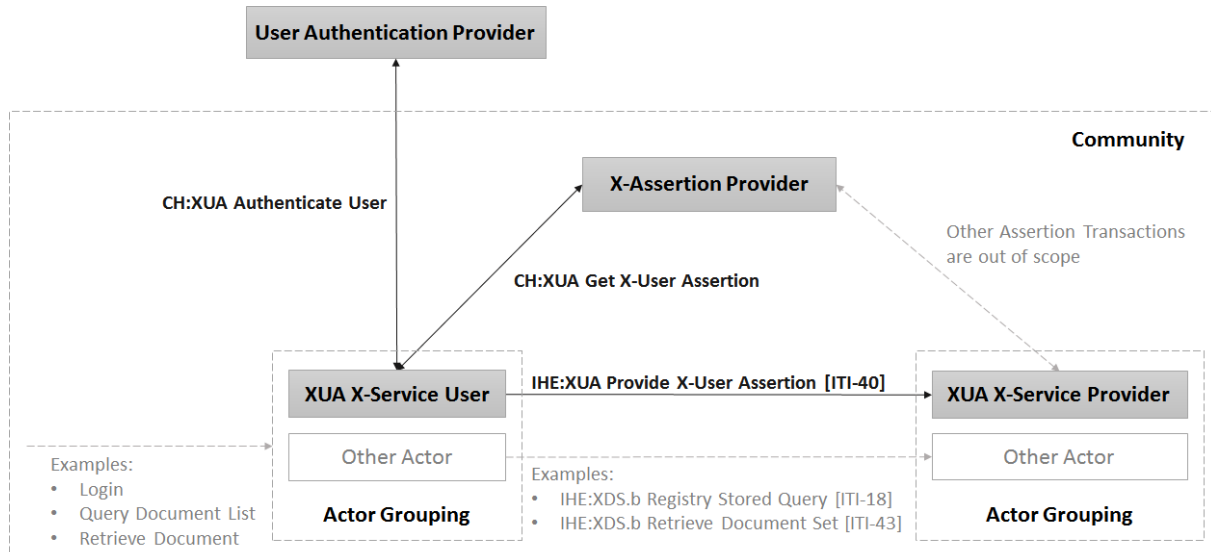 User Authentication Provider
Community
X-Assertion Provider
CH:XUA Authenticate User
Other Assertion Transactions
are out of scope
CH:XUA Get X-User Assertion
XUA X-Service User
IHE:XUA Provide X-User Assertion [ITI-40]
XUA X-Service Provider
Other Actor
Other Actor
Examples:
• Login
• Query Document List
• Retrieve Document
Actor Grouping
Examples:
• IHE:XDS.b Registry Stored Query [ITI-18]
• IHE:XDS.b Retrieve Document Set [ITI-43]
Actor Grouping